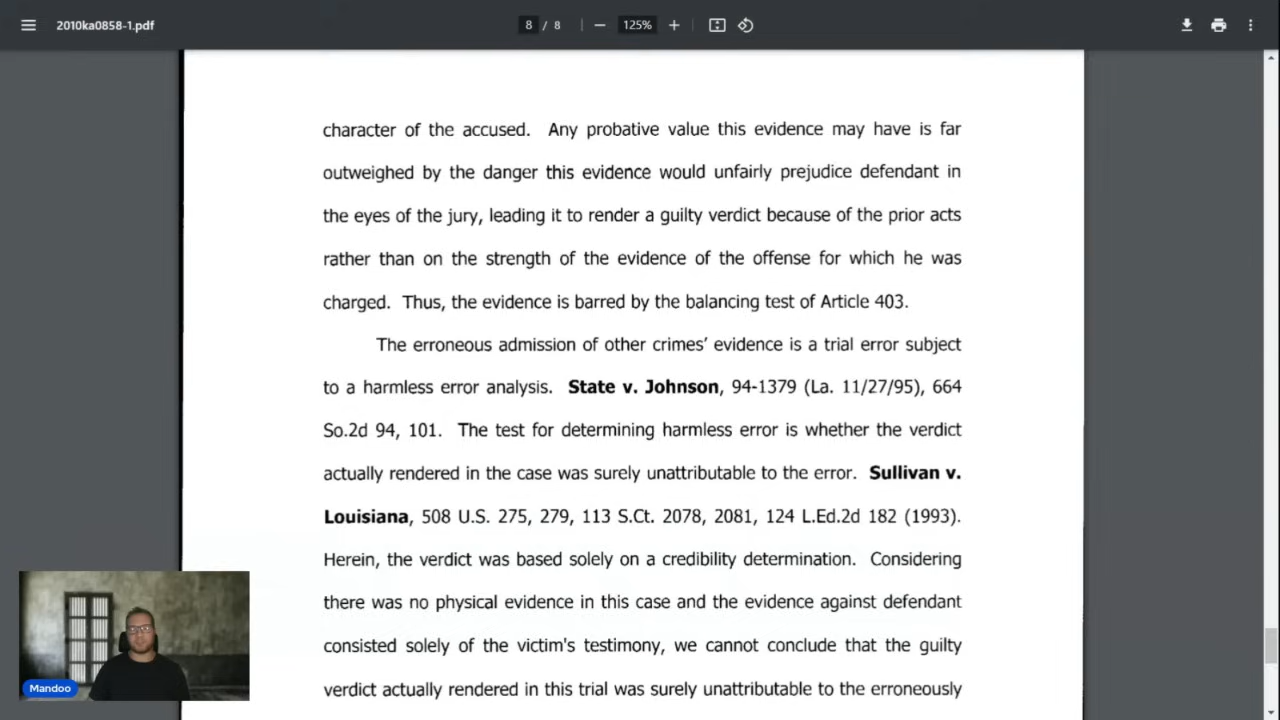 2010ka0858-1.pdf
8 / 8
125%
character of the accused. Any probative value this evidence may have is far
outweighed by the danger this evidence would unfairly prejudice defendant in
the eyes of the jury, leading it to render a guilty verdict because of the prior acts
rather than on the strength of the evidence of the offense for which he was
charged. Thus, the evidence is barred by the balancing test of Article 403.
The erroneous admission of other crimes' evidence is a trial error subject
to a harmless error analysis. State v. Johnson, 94-1379 (La. 11/27/95), 664
So.2d 94, 101. The test for determining harmless error is whether the verdict
actually rendered in the case was surely unattributable to the error. Sullivan v.
Louisiana, 508 U.S. 275, 279, 113 S.Ct. 2078, 2081, 124 L.Ed.2d 182 (1993).
Herein, the verdict was based solely on a credibility determination. Considering
there was no physical evidence in this case and the evidence against defendant
consisted solely of the victim's testimony, we cannot conclude that the guilty
verdict actually rendered in this trial was surely unattributable to the erroneously
Mandoo